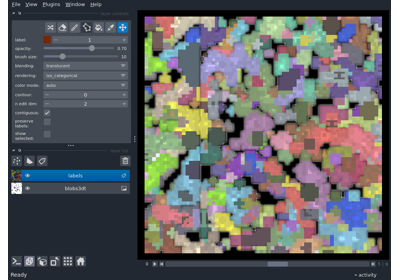 File View Plugins Window Help
label: 1
opacity: 0.70
brush size: 10
blending: translucent
rendering: iso_categorical
color mode: auto
contour: 0
n edit dim: 2
contiguous:
preserve labels:
show selected:
labels
blobs3dt
Ready
activity